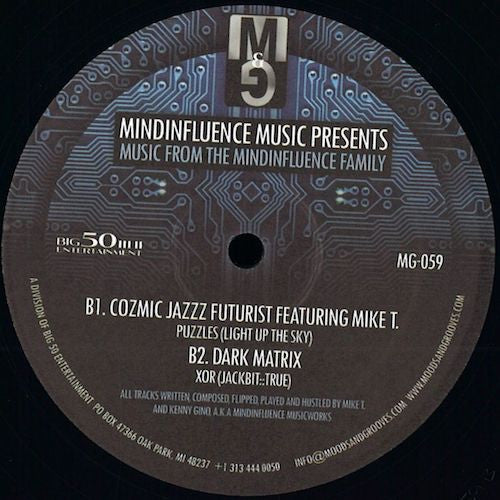 M
&
G
MINDINFLUENCE MUSIC PRESENTS
MUSIC FROM THE MINDINFLUENCE FAMILY
BIG 50
ENTERTAINMENT
MG-059
B1. COZMIC JAZZZ FUTURIST FEATURING MIKE T.
PUZZLES (LIGHT UP THE SKY)
B2. DARK MATRIX
XOR (JACKBIT::TRUE)
ALL TRACKS WRITTEN, COMPOSED, FLIPPED, PLAYED AND HUSTLED BY MIKE T.
AND KENNY GINO, A.K.A MINDINFLUENCE MUSICWORKS
A DIVISION OF BIG 50 ENTERTAINMENT PO BOX 47366 OAK PARK, MI 48237 +1 313 444 0050 INFO@MOODSANDGROOVES.COM WWW.MOODSANDGROOVES.COM